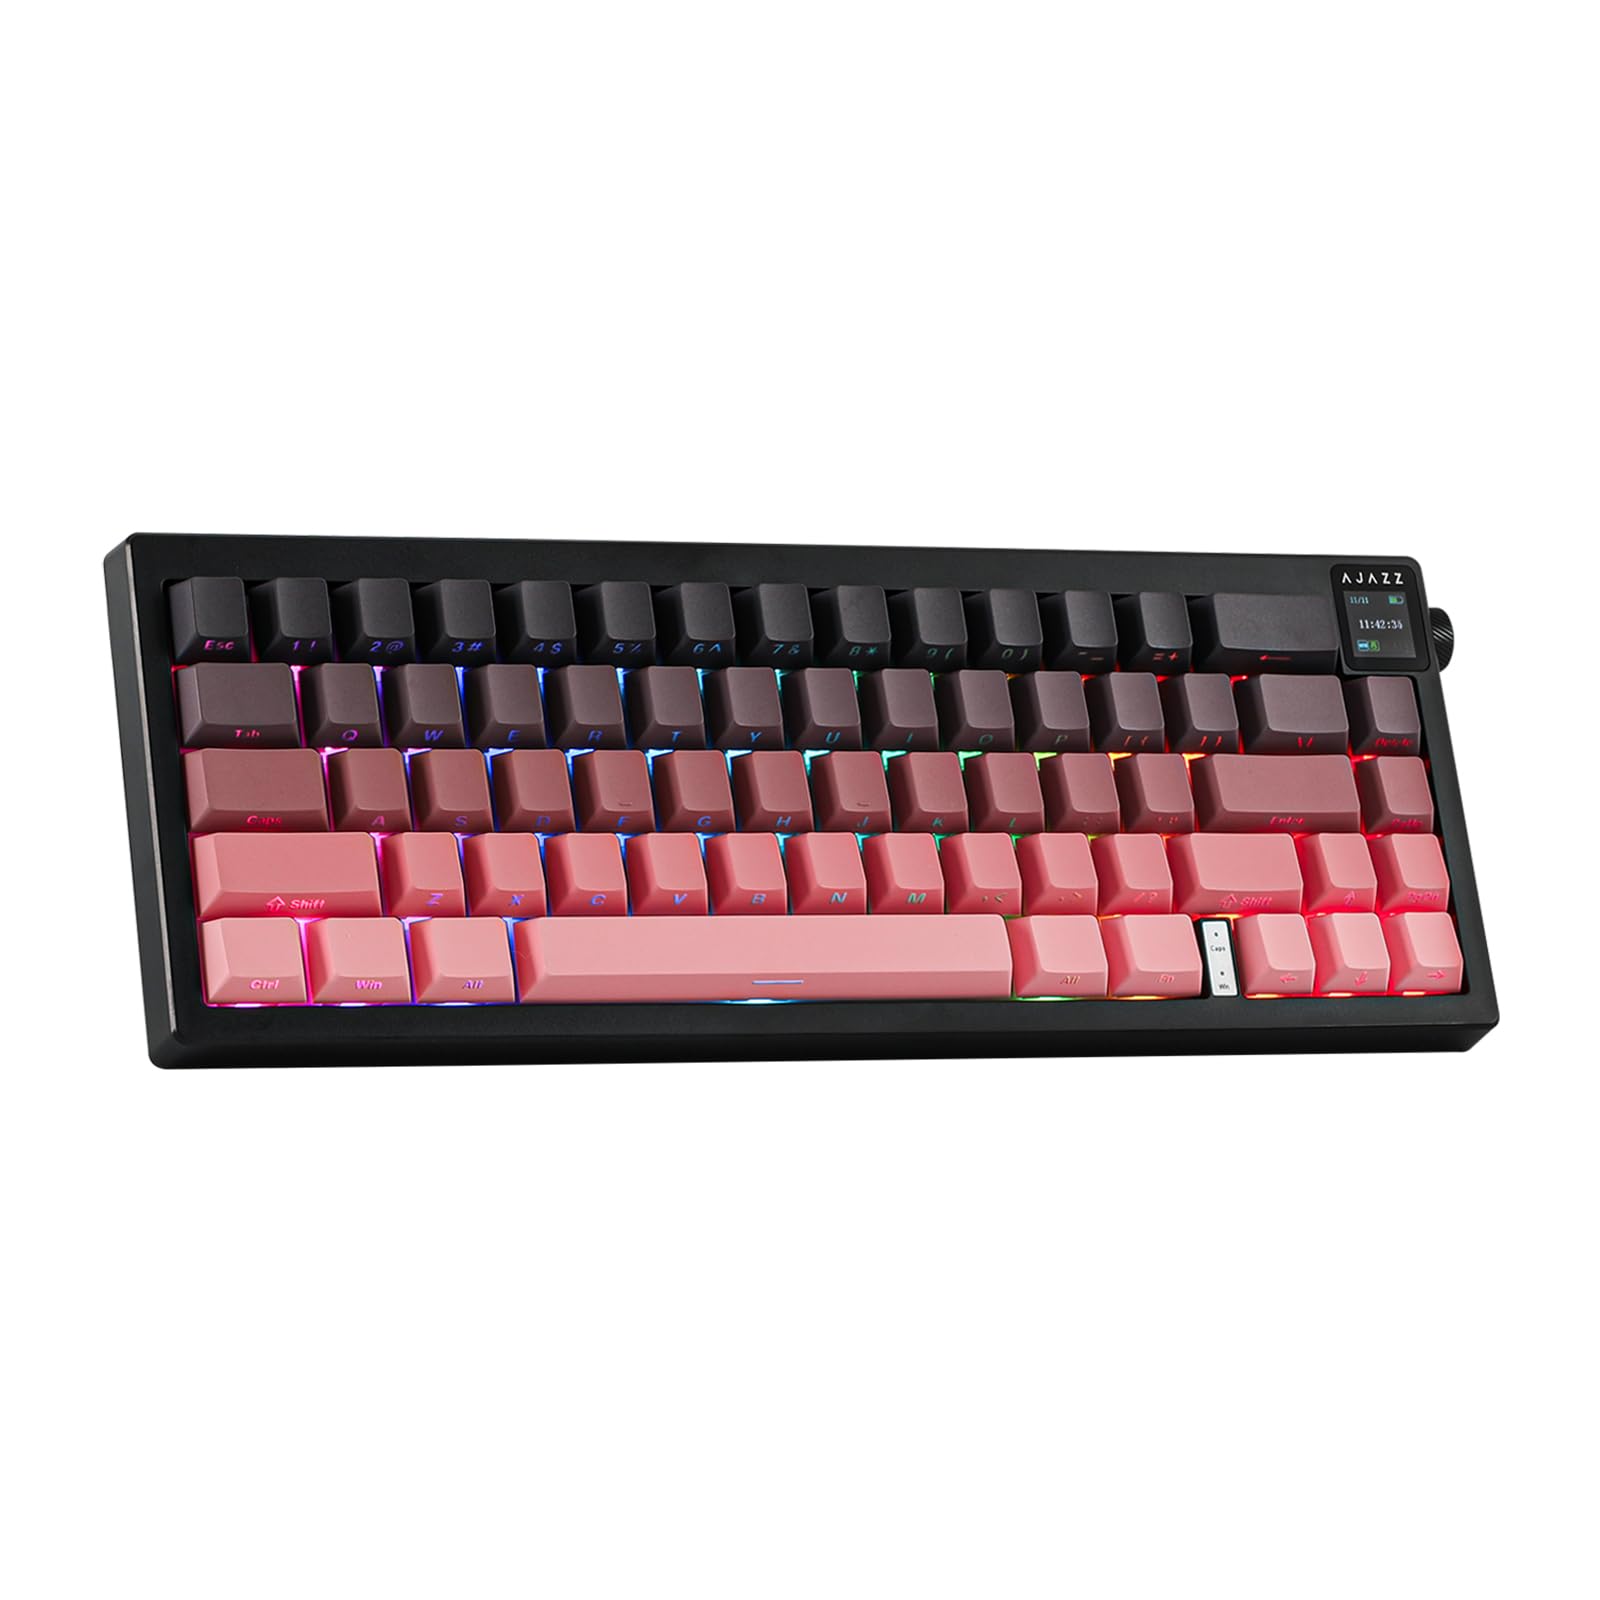 AJAZZ
11/11
11:42:35
Esc 1 ! 2 @ 3 # 4 $ 5 % 6 ^ 7 & 8 * 9 ( 0 ) - _ = + ←
Tab Q W E R T Y U I O P [ { ] } \ / Delete
Caps A S D F G H J K L : ; ' " Enter PgUp
⇧ Shift Z X C V B N M , < . > / ? ⇧ Shift ↑ PgDn
Ctrl Win Alt — Alt Fn
Caps
Win
← ↓ →